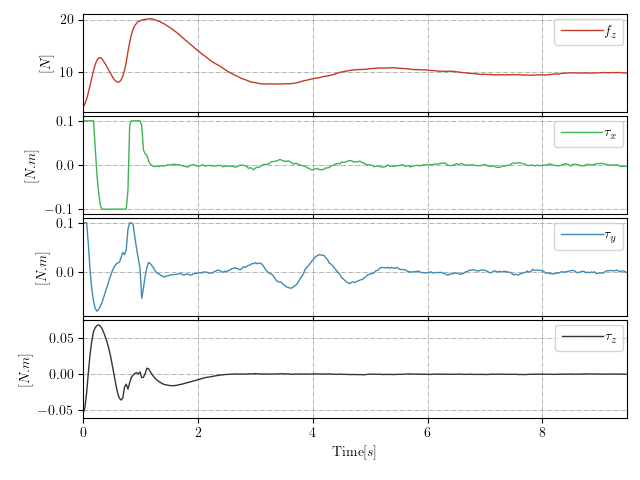 20
10
[N]
f_z
0.1
0.0
−0.1
[N.m]
τ_x
0.1
0.0
[N.m]
τ_y
0.05
0.00
−0.05
[N.m]
τ_z
0 2 4 6 8
Time[s]